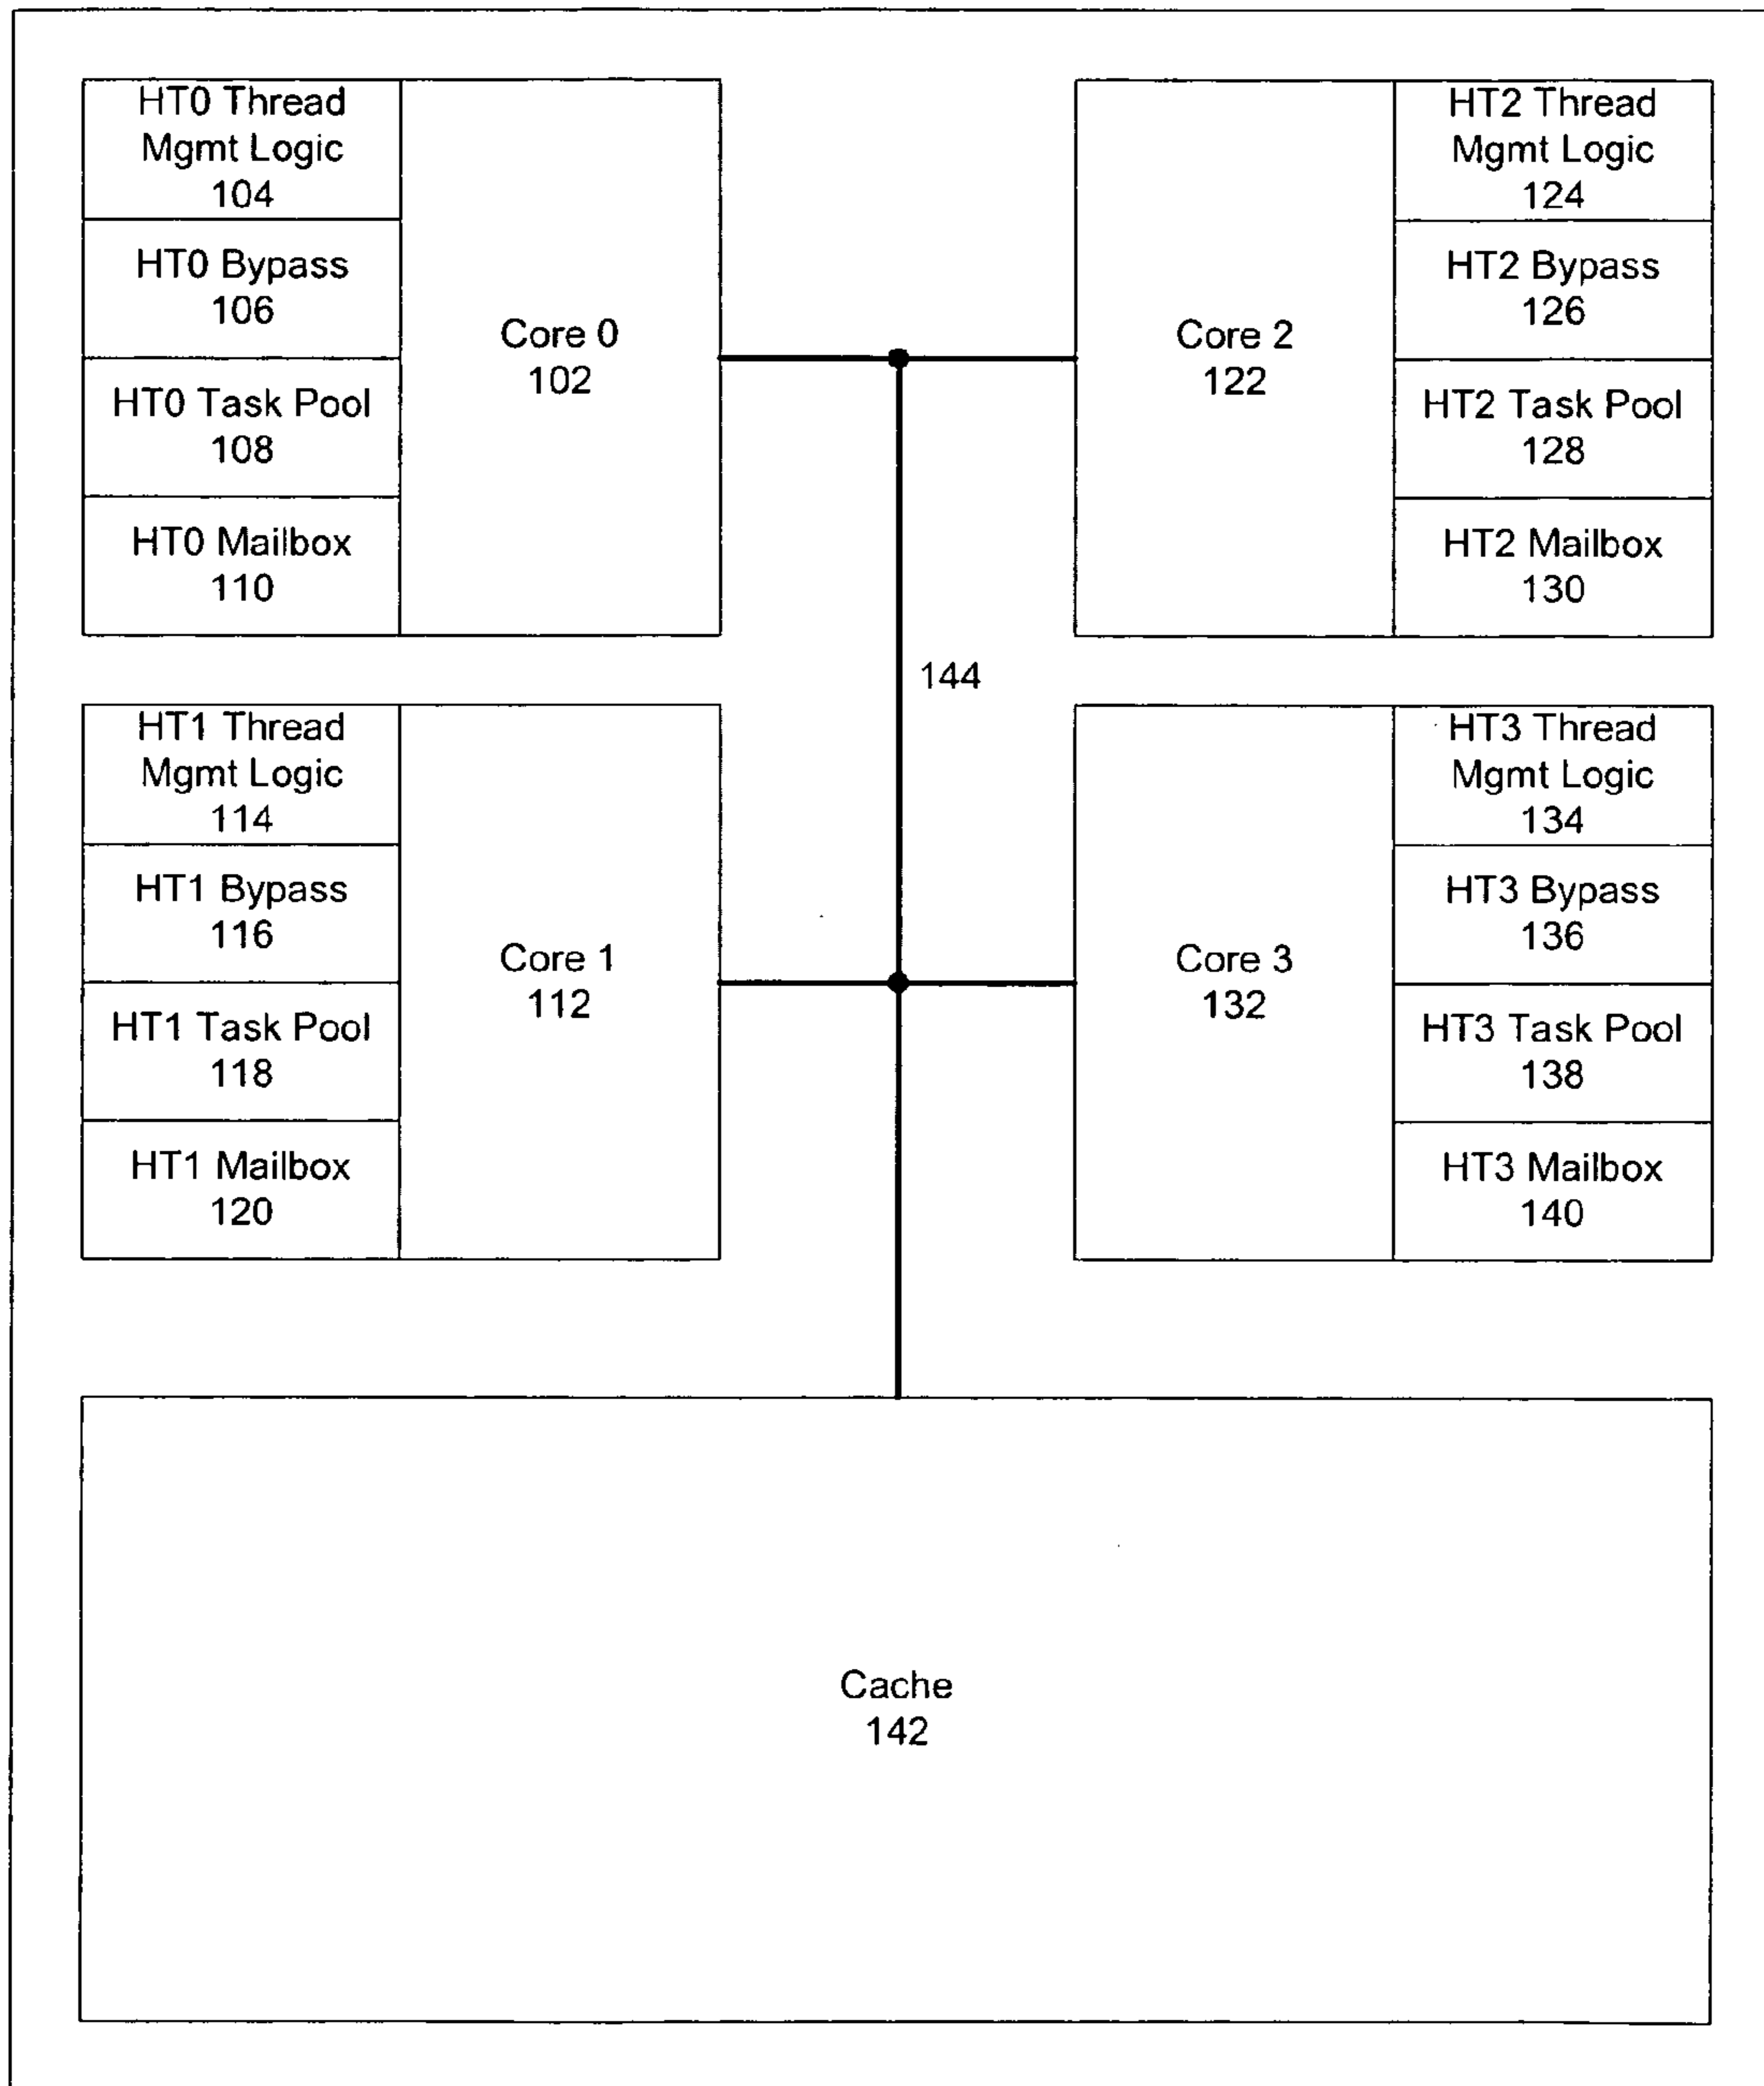 HT0 Thread
Mgmt Logic
104
HT0 Bypass
106
HT0 Task Pool
108
HT0 Mailbox
110
Core 0
102
Core 2
122
HT2 Thread
Mgmt Logic
124
HT2 Bypass
126
HT2 Task Pool
128
HT2 Mailbox
130
144
HT1 Thread
Mgmt Logic
114
HT1 Bypass
116
HT1 Task Pool
118
HT1 Mailbox
120
Core 1
112
Core 3
132
HT3 Thread
Mgmt Logic
134
HT3 Bypass
136
HT3 Task Pool
138
HT3 Mailbox
140
Cache
142